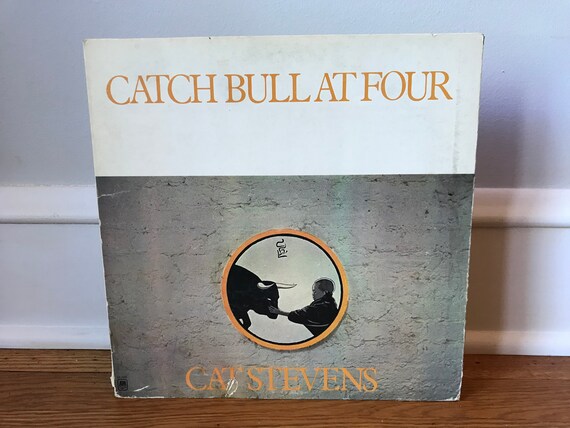 CATCH BULL AT FOUR
CAT STEVENS